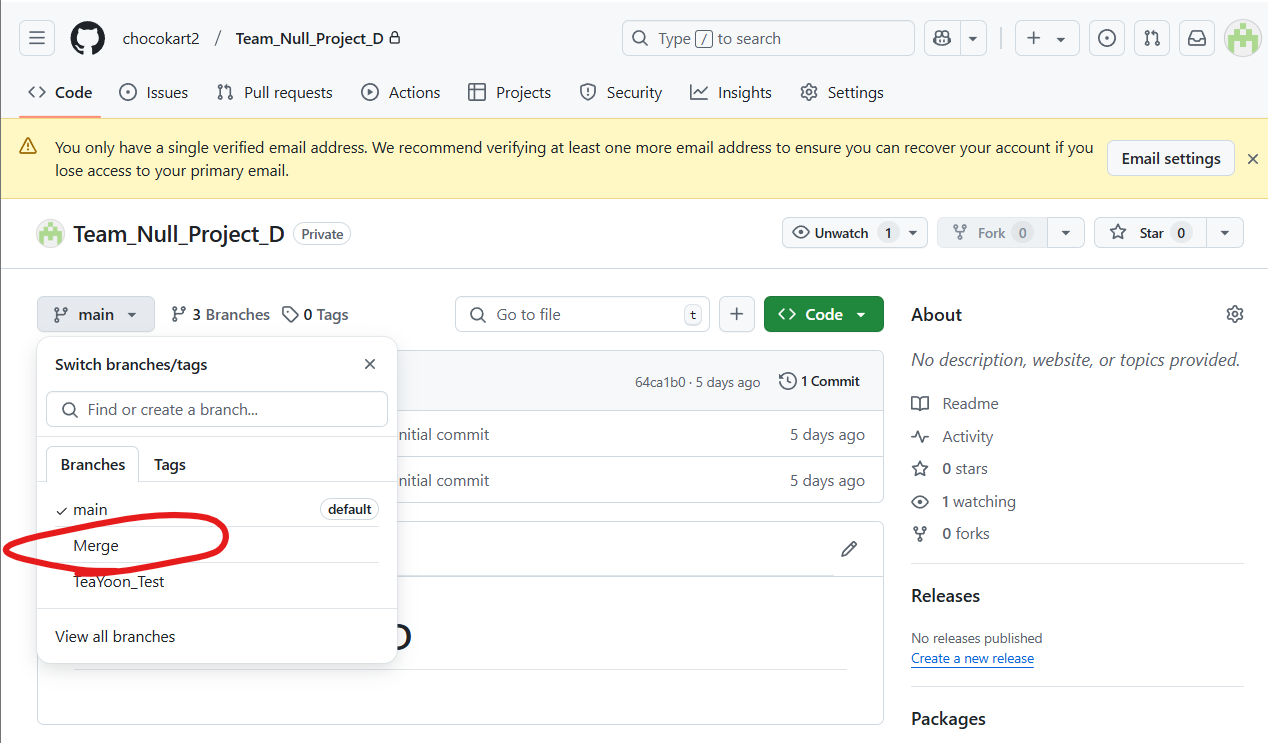 chocokart2 / Team_Null_Project_D
Type / to search
Code
Issues
Pull requests
Actions
Projects
Security
Insights
Settings
You only have a single verified email address. We recommend verifying at least one more email address to ensure you can recover your account if you
lose access to your primary email.
Email settings
Team_Null_Project_D
Private
Unwatch 1
Fork 0
Star 0
main
3 Branches
0 Tags
Go to file
t
Code
Switch branches/tags
Find or create a branch...
Branches
Tags
main
default
Merge
TeaYoon_Test
View all branches
64ca1b0 · 5 days ago
1 Commit
nitial commit
5 days ago
nitial commit
5 days ago
D
About
No description, website, or topics provided.
Readme
Activity
0 stars
1 watching
0 forks
Releases
No releases published
Create a new release
Packages